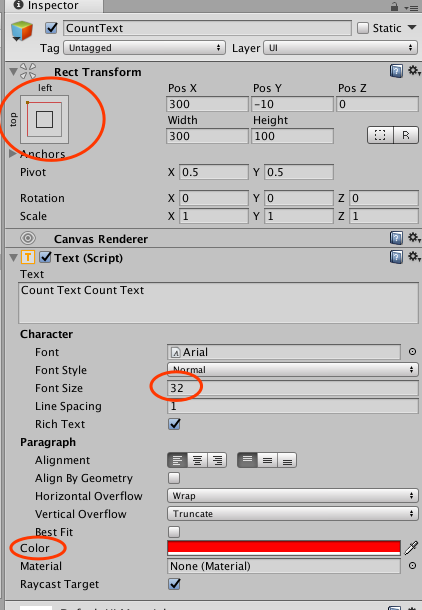 Inspector
CountText Static
Tag Untagged Layer UI
Rect Transform
left Pos X Pos Y Pos Z
300 -10 0
top Width Height
300 100 R
Anchors
Pivot X 0.5 Y 0.5
Rotation X 0 Y 0 Z 0
Scale X 1 Y 1 Z 1
Canvas Renderer
T Text (Script)
Text
Count Text Count Text
Character
Font Arial
Font Style Normal
Font Size 32
Line Spacing 1
Rich Text
Paragraph
Alignment
Align By Geometry
Horizontal Overflow Wrap
Vertical Overflow Truncate
Best Fit
Color
Material None (Material)
Raycast Target